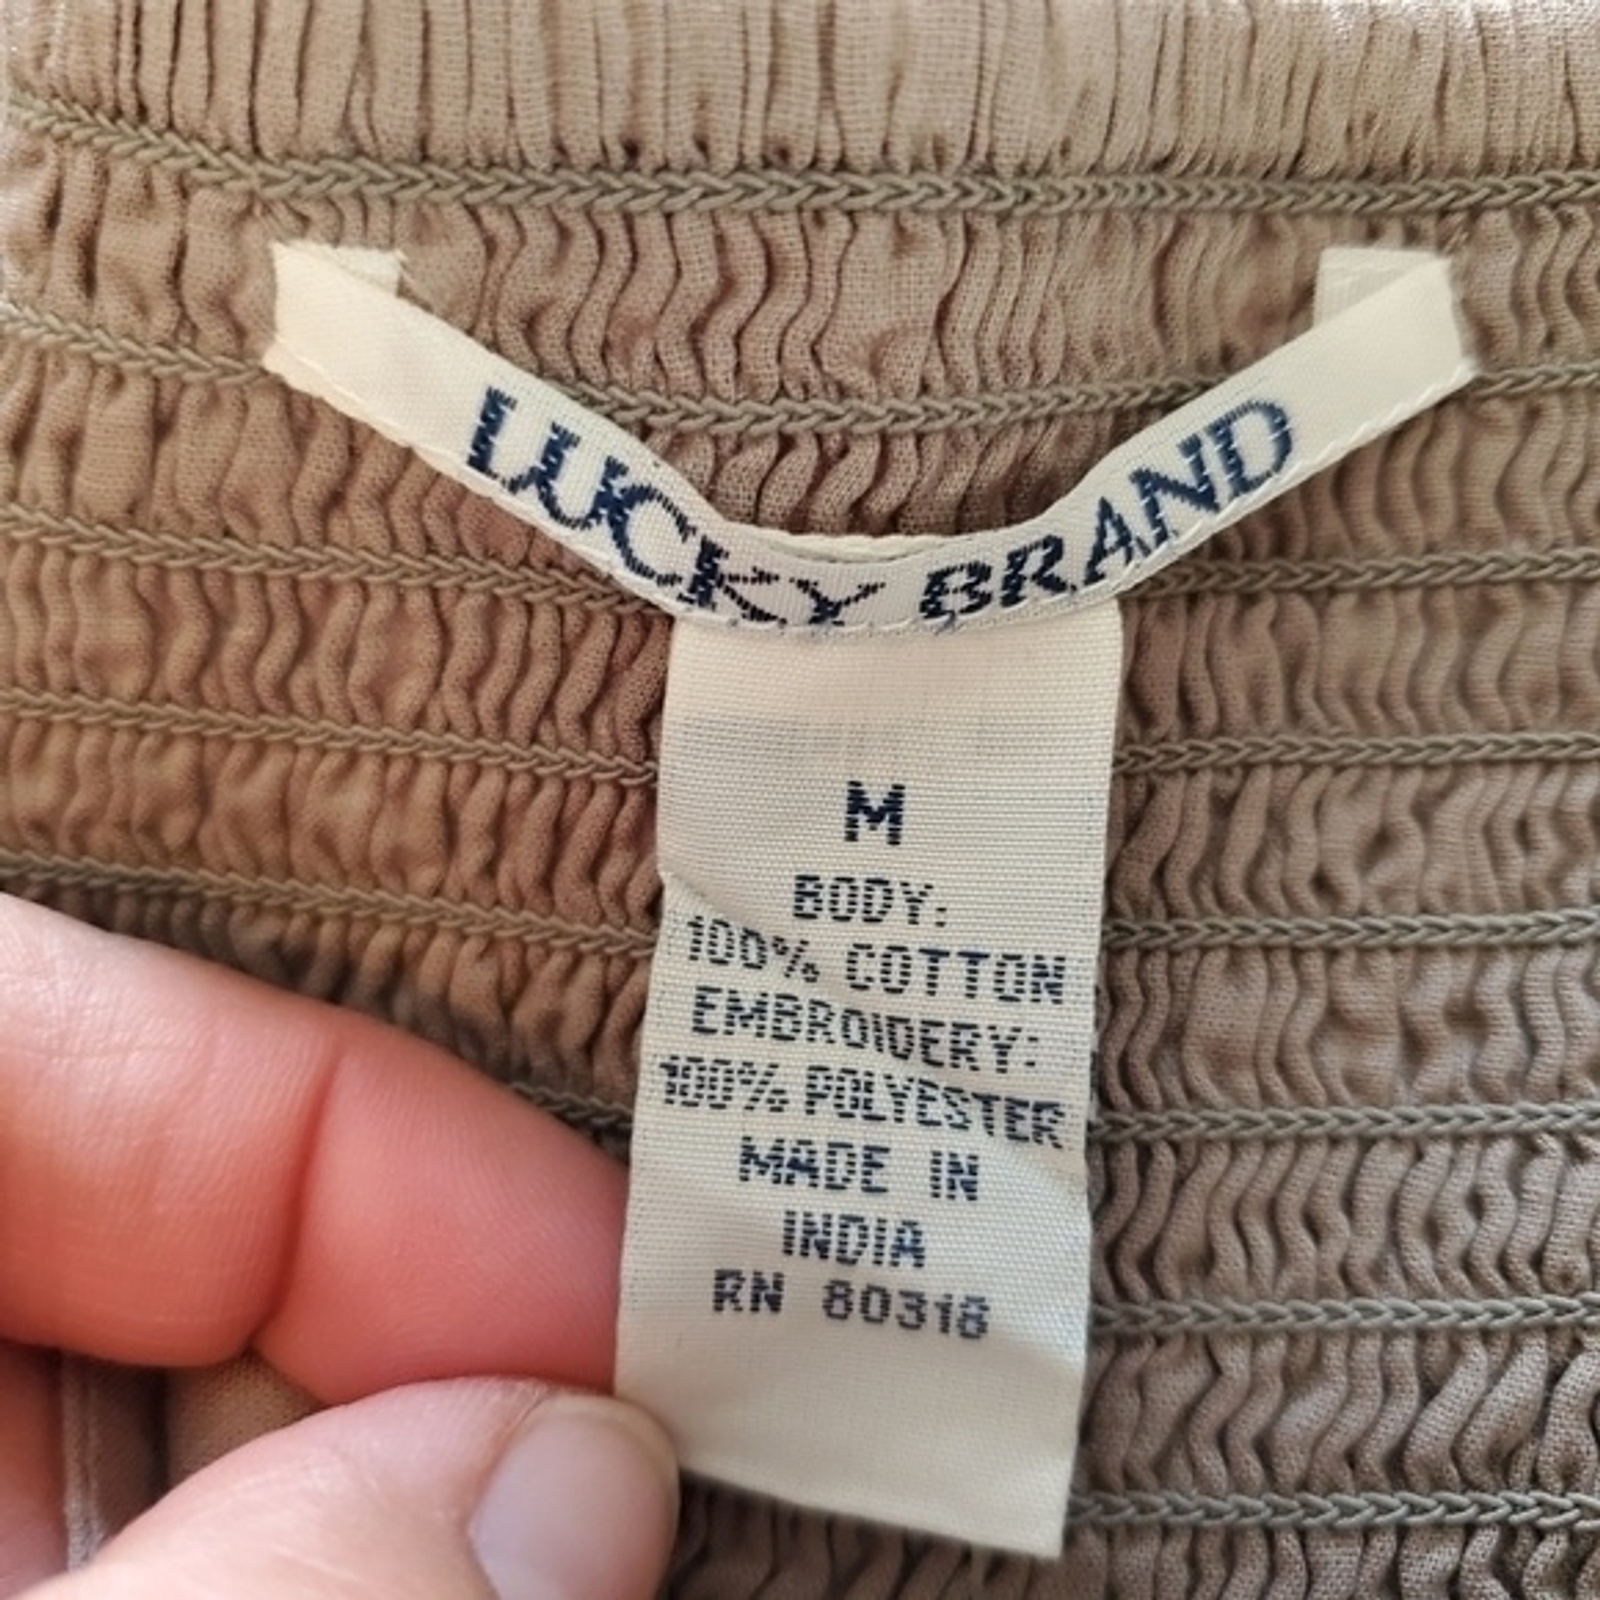 LUCKY BRAND
M
BODY:
100% COTTON
EMBROIDERY:
100% POLYESTER
MADE IN
INDIA
RN 80318